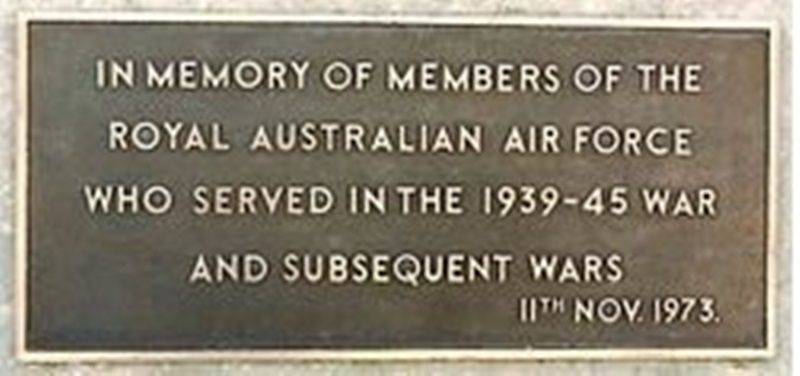 IN MEMORY OF MEMBERS OF THE
ROYAL AUSTRALIAN AIR FORCE
WHO SERVED IN THE 1939-45 WAR
AND SUBSEQUENT WARS
11TH NOV. 1973.